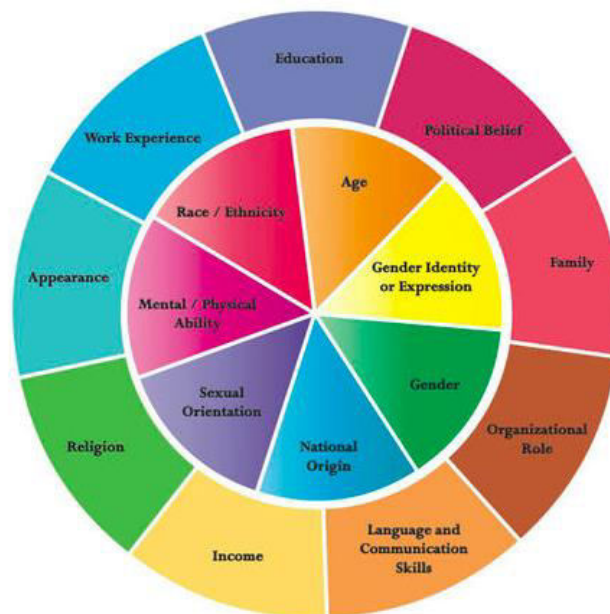 Education
Political Belief
Family
Organizational
Role
Language and
Communication
Skills
Income
Religion
Appearance
Work Experience
Age
Gender Identity
or Expression
Gender
National
Origin
Sexual
Orientation
Mental / Physical
Ability
Race / Ethnicity